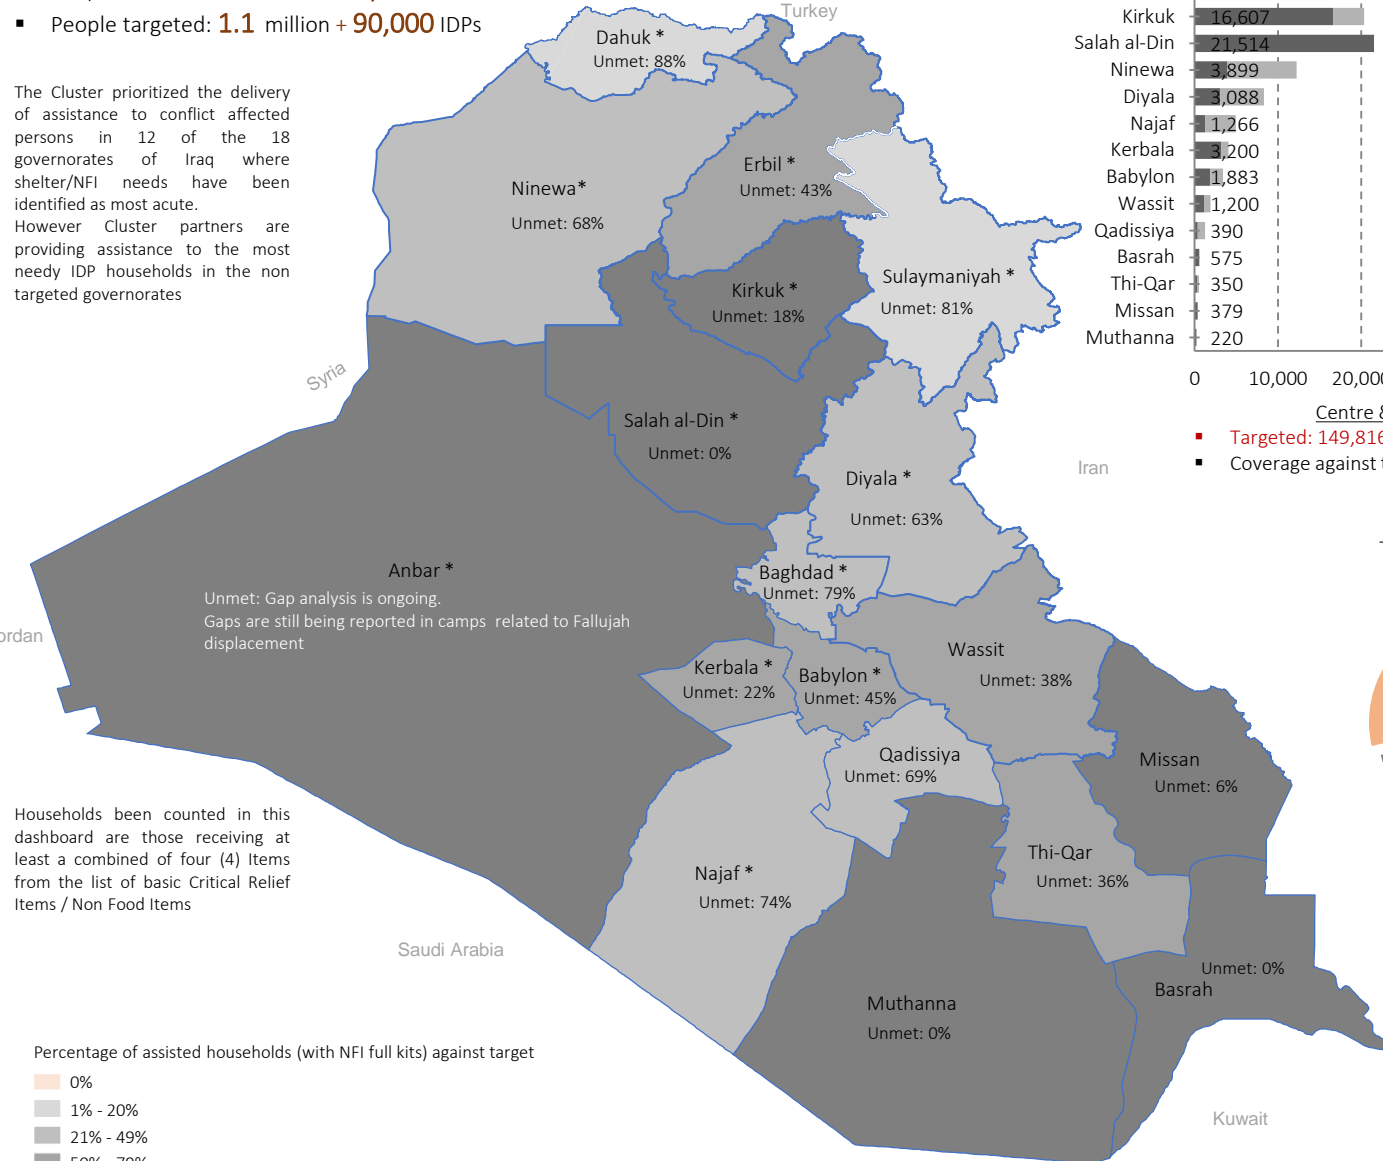 ▪ People targeted: 1.1 million + 90,000 IDPs
The Cluster prioritized the delivery
of assistance to conflict affected
persons in 12 of the 18
governorates of Iraq where
shelter/NFI needs have been
identified as most acute.
However Cluster partners are
providing assistance to the most
needy IDP households in the non
targeted governorates
Turkey
Dahuk *
Unmet: 88%
Erbil *
Unmet: 43%
Ninewa*
Unmet: 68%
Sulaymaniyah *
Unmet: 81%
Kirkuk *
Unmet: 18%
Syria
Salah al-Din *
Unmet: 0%
Iran
Diyala *
Unmet: 63%
Anbar *
Unmet: Gap analysis is ongoing.
Gaps are still being reported in camps related to Fallujah
displacement
Baghdad *
Unmet: 79%
ordan
Kerbala *
Unmet: 22%
Babylon *
Unmet: 45%
Wassit
Unmet: 38%
Qadissiya
Unmet: 69%
Missan
Unmet: 6%
Thi-Qar
Unmet: 36%
Najaf *
Unmet: 74%
Saudi Arabia
Muthanna
Unmet: 0%
Unmet: 0%
Basrah
Kuwait
Households been counted in this
dashboard are those receiving at
least a combined of four (4) Items
from the list of basic Critical Relief
Items / Non Food Items
Percentage of assisted households (with NFI full kits) against target
0%
1% - 20%
21% - 49%
Kirkuk 16,607
Salah al-Din 21,514
Ninewa 3,899
Diyala 3,088
Najaf 1,266
Kerbala 3,200
Babylon 1,883
Wassit 1,200
Qadissiya 390
Basrah 575
Thi-Qar 350
Missan 379
Muthanna 220
0 10,000 20,000
Centre &
▪ Targeted: 149,816
▪ Coverage against t